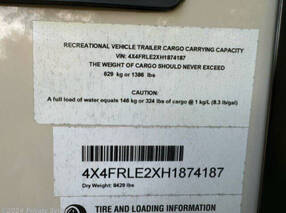 RECREATIONAL VEHICLE TRAILER CARGO CARRYING CAPACITY
VIN: 4X4FRLE2XH1874187
THE WEIGHT OF CARGO SHOULD NEVER EXCEED
629 kg or 1386 lbs
CAUTION:
A full load of water equals 146 kg or 324 lbs of cargo @ 1 kg/L (8.3 lb/gal)
4X4FRLE2XH1874187
Dry Weight: 8429 lbs
TIRE AND LOADING INFORMATION